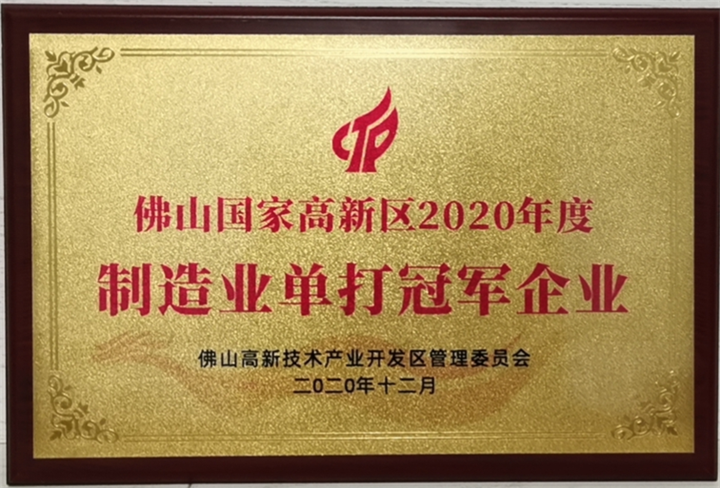 佛山国家高新区2020年度
制造业单打冠军企业
佛山高新技术产业开发区管理委员会
二0二0年十二月